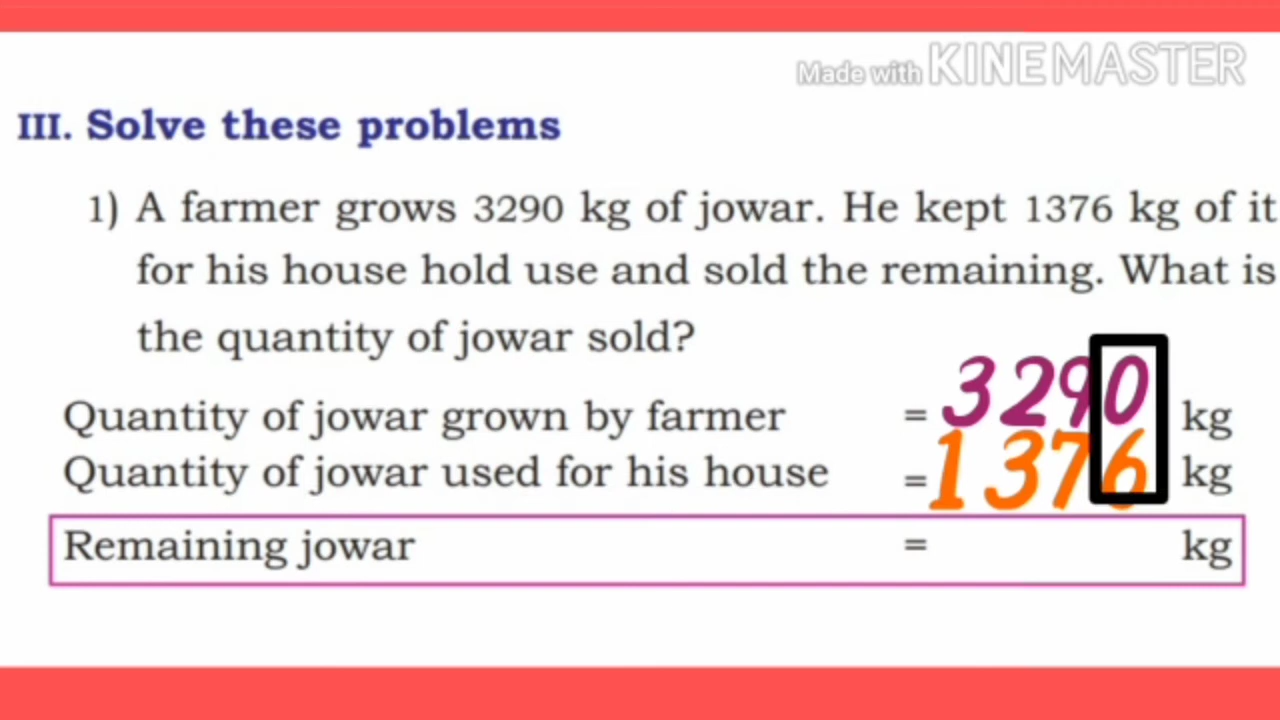 Made with KINEMASTER
III. Solve these problems
1) A farmer grows 3290 kg of jowar. He kept 1376 kg of it
for his house hold use and sold the remaining. What is
the quantity of jowar sold?
Quantity of jowar grown by farmer = 3290 kg
Quantity of jowar used for his house = 1376 kg
Remaining jowar = kg